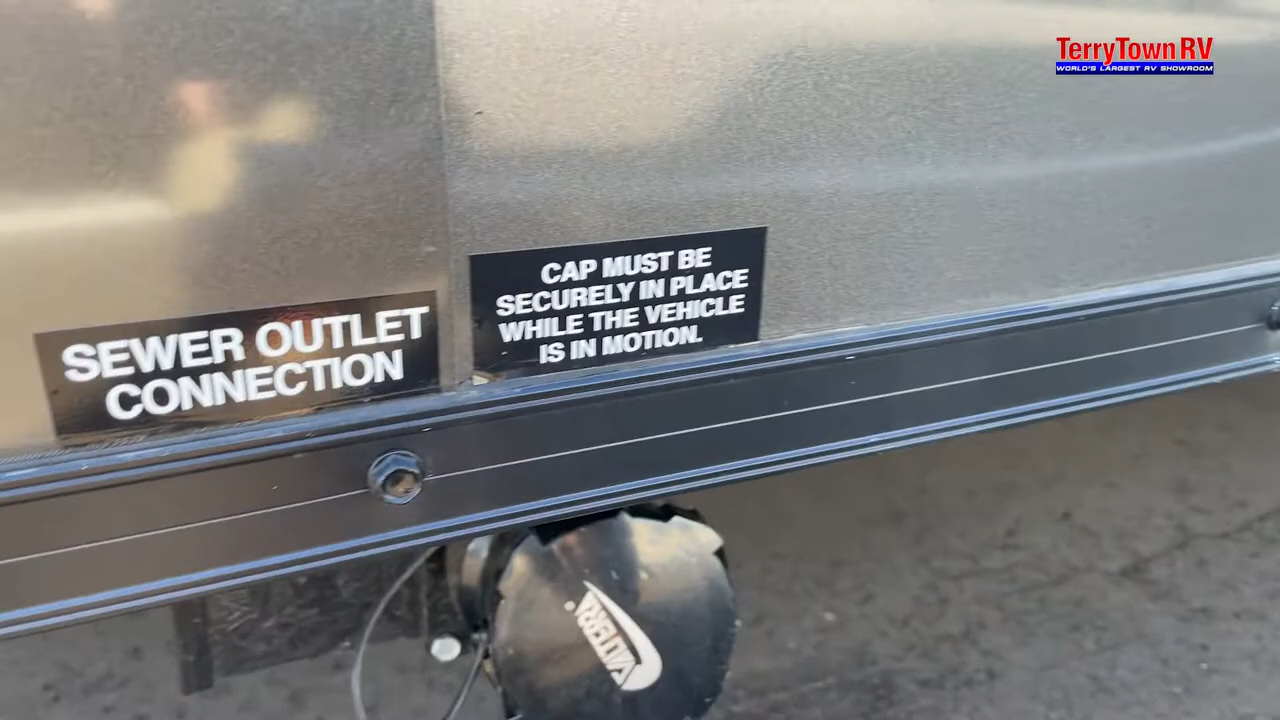 TerryTown RV
WORLD'S LARGEST RV SHOWROOM
CAP MUST BE
SECURELY IN PLACE
WHILE THE VEHICLE
IS IN MOTION.
SEWER OUTLET
CONNECTION
VALTERRA